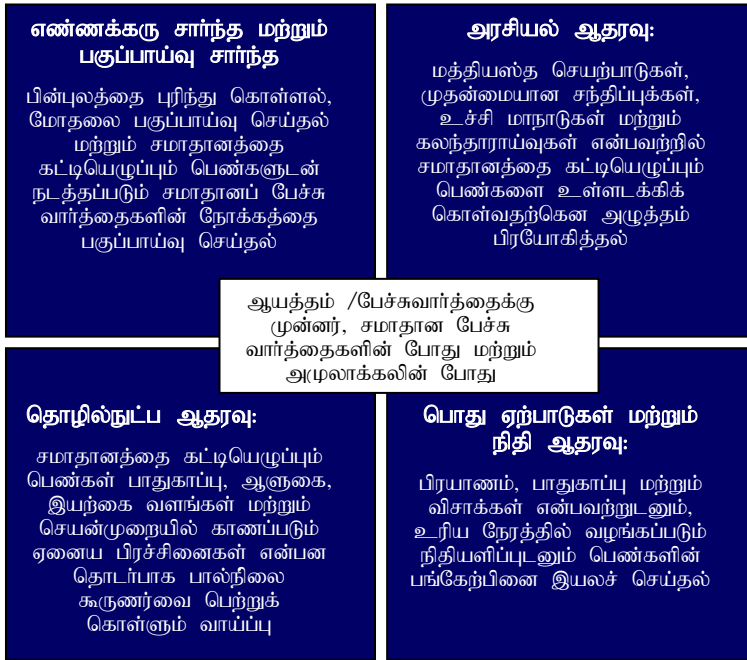 எண்ணக்கரு சார்ந்த மற்றும்
பகுப்பாய்வு சார்ந்த
பின்புலத்தை புரிந்து கொள்ளல்,
மோதலை பகுப்பாய்வு செய்தல்
மற்றும் சமாதானத்தை
கட்டியெழுப்பும் பெண்களுடன்
நடத்தப்படும் சமாதானப் பேச்சு
வார்த்தைகளின் நோக்கத்தை
பகுப்பாய்வு செய்தல்
அரசியல் ஆதரவு:
மத்தியஸ்த செயற்பாடுகள்,
முதன்மையான சந்திப்புக்கள்,
உச்சி மாநாடுகள் மற்றும்
கலந்தாராய்வுகள் என்பவற்றில்
சமாதானத்தை கட்டியெழுப்பும்
பெண்களை உள்ளடக்கிக்
கொள்வதற்கென அழுத்தம்
பிரயோகித்தல்
ஆயத்தம் /பேச்சுவார்த்தைக்கு
முன்னர், சமாதான பேச்சு
வார்த்தைகளின் போது மற்றும்
அமுலாக்கலின் போது
தொழில்நுட்ப ஆதரவு:
சமாதானத்தை கட்டியெழுப்பும்
பெண்கள் பாதுகாப்பு, ஆளுகை,
இயற்கை வளங்கள் மற்றும்
செயன்முறையில் காணப்படும்
ஏனைய பிரச்சினைகள் என்பன
தொடர்பாக பால்நிலை
கூருணர்வை பெற்றுக்
கொள்ளும் வாய்ப்பு
பொது ஏற்பாடுகள் மற்றும்
நிதி ஆதரவு:
பிரயாணம், பாதுகாப்பு மற்றும்
விசாக்கள் என்பவற்றுடனும்,
உரிய நேரத்தில் வழங்கப்படும்
நிதியளிப்புடனும் பெண்களின்
பங்கேற்பினை இயலச் செய்தல்